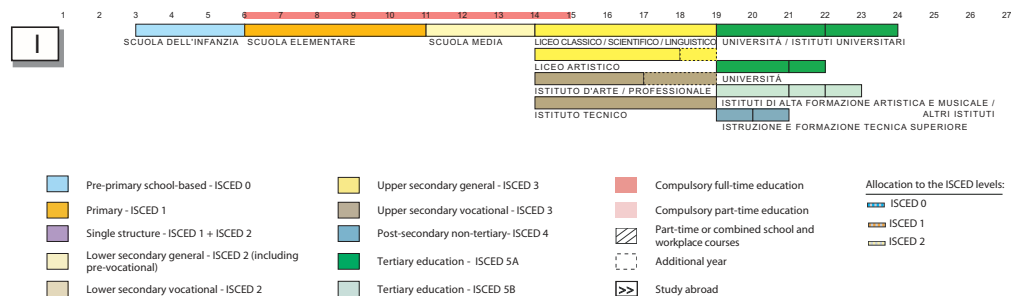 1 2 3 4 5 6 7 8 9 10 11 12 13 14 15 16 17 18 19 20 21 22 23 24 25 26 27
I
SCUOLA DELL'INFANZIA SCUOLA ELEMENTARE SCUOLA MEDIA LICEO CLASSICO / SCIENTIFICO / LINGUISTICO UNIVERSITÀ / ISTITUTI UNIVERSITARI
LICEO ARTISTICO UNIVERSITÀ
ISTITUTO D'ARTE / PROFESSIONALE ISTITUTI DI ALTA FORMAZIONE ARTISTICA E MUSICALE /
ISTITUTO TECNICO ALTRI ISTITUTI
ISTRUZIONE E FORMAZIONE TECNICA SUPERIORE
Pre-primary school-based - ISCED 0
Primary - ISCED 1
Single structure - ISCED 1 + ISCED 2
Lower secondary general - ISCED 2 (including
pre-vocational)
Lower secondary vocational - ISCED 2
Upper secondary general - ISCED 3
Upper secondary vocational - ISCED 3
Post-secondary non-tertiary- ISCED 4
Tertiary education - ISCED 5A
Tertiary education - ISCED 5B
Compulsory full-time education
Compulsory part-time education
Part-time or combined school and
workplace courses
Additional year
>> Study abroad
Allocation to the ISCED levels:
ISCED 0
ISCED 1
ISCED 2